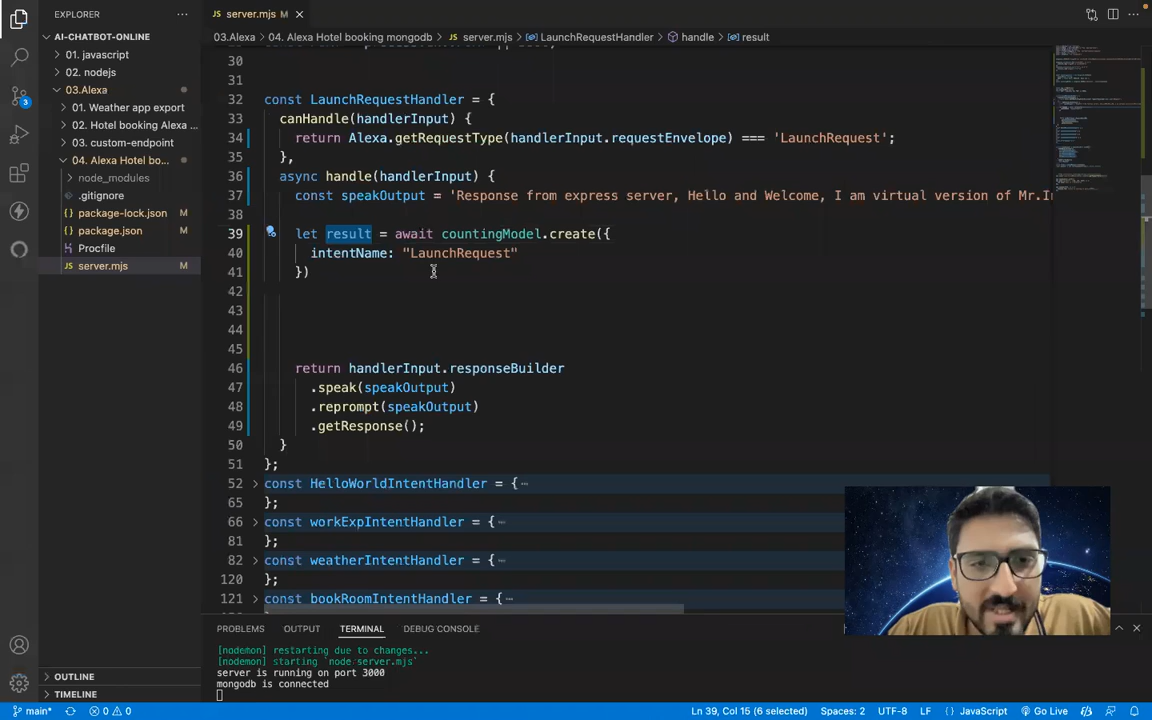 EXPLORER
server.mjs M
AI-CHATBOT-ONLINE
03.Alexa > 04. Alexa Hotel booking mongodb > server.mjs > LaunchRequestHandler > handle > result
01. javascript
02. nodejs
03.Alexa
01. Weather app export
02. Hotel booking Alexa ...
03. custom-endpoint
04. Alexa Hotel bo...
node_modules
.gitignore
package-lock.json M
package.json M
Procfile
server.mjs M
3
30
31
32 const LaunchRequestHandler = {
33 canHandle(handlerInput) {
34 return Alexa.getRequestType(handlerInput.requestEnvelope) === 'LaunchRequest';
35 },
36 async handle(handlerInput) {
37 const speakOutput = 'Response from express server, Hello and Welcome, I am virtual version of Mr.
38
39 let result = await countingModel.create({
40 intentName: "LaunchRequest"
41 })
42
43
44
45
46 return handlerInput.responseBuilder
47 .speak(speakOutput)
48 .reprompt(speakOutput)
49 .getResponse();
50 }
51 };
52 const HelloWorldIntentHandler = {
65 };
66 const workExpIntentHandler = {
81 };
82 const weatherIntentHandler = {
120 };
121 const bookRoomIntentHandler = {
PROBLEMS OUTPUT TERMINAL DEBUG CONSOLE
[nodemon] restarting due to changes...
[nodemon] starting `node server.mjs`
server is running on port 3000
mongodb is connected
OUTLINE
TIMELINE
main* 0 0 Ln 39, Col 15 (6 selected) Spaces: 2 UTF-8 LF {} JavaScript Go Live